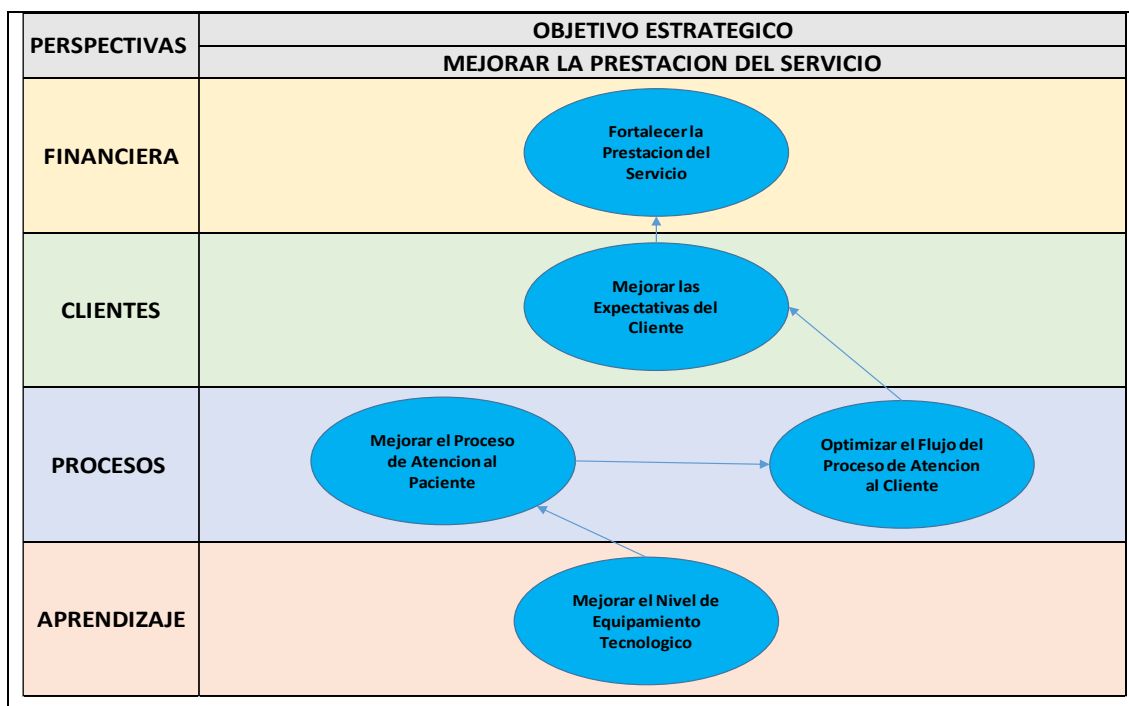 PERSPECTIVAS
OBJETIVO ESTRATEGICO
MEJORAR LA PRESTACION DEL SERVICIO
FINANCIERA
Fortalecer la
Prestacion del
Servicio
CLIENTES
Mejorar las
Expectativas del
Cliente
PROCESOS
Mejorar el Proceso
de Atencion al
Paciente
Optimizar el Flujo del
Proceso de Atencion
al Cliente
APRENDIZAJE
Mejorar el Nivel de
Equipamiento
Tecnologico